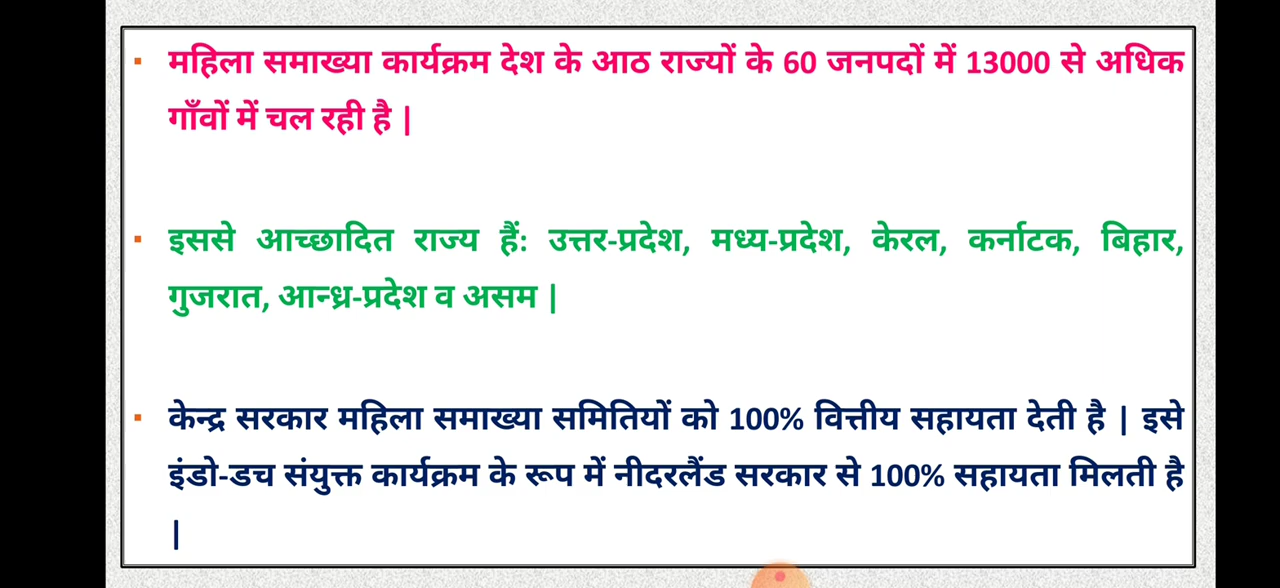 ▪ महिला समाख्या कार्यक्रम देश के आठ राज्यों के 60 जनपदों में 13000 से अधिक
गाँवों में चल रही है |
▪ इससे आच्छादित राज्य हैं: उत्तर-प्रदेश, मध्य-प्रदेश, केरल, कर्नाटक, बिहार,
गुजरात, आन्ध्र-प्रदेश व असम |
▪ केन्द्र सरकार महिला समाख्या समितियों को 100% वित्तीय सहायता देती है | इसे
इंडो-डच संयुक्त कार्यक्रम के रूप में नीदरलैंड सरकार से 100% सहायता मिलती है
|